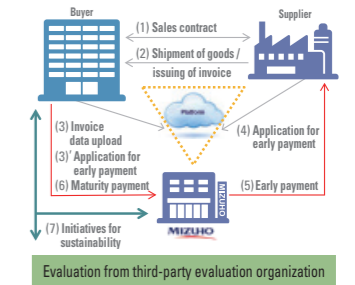 Buyer
Supplier
(1) Sales contract
(2) Shipment of goods /
issuing of invoice
Platform
(3) Invoice
data upload
(3)' Application for
early payment
(6) Maturity payment
(4) Application for
early payment
(5) Early payment
MIZUHO
MIZUHO
(7) Initiatives for
sustainability
Evaluation from third-party evaluation organization